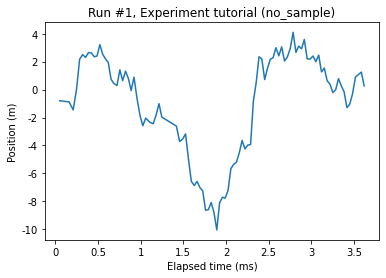 Run #1, Experiment tutorial (no_sample)
Position (m)
4
2
0
-2
-4
-6
-8
-10
0 0.5 1 1.5 2 2.5 3 3.5
Elapsed time (ms)